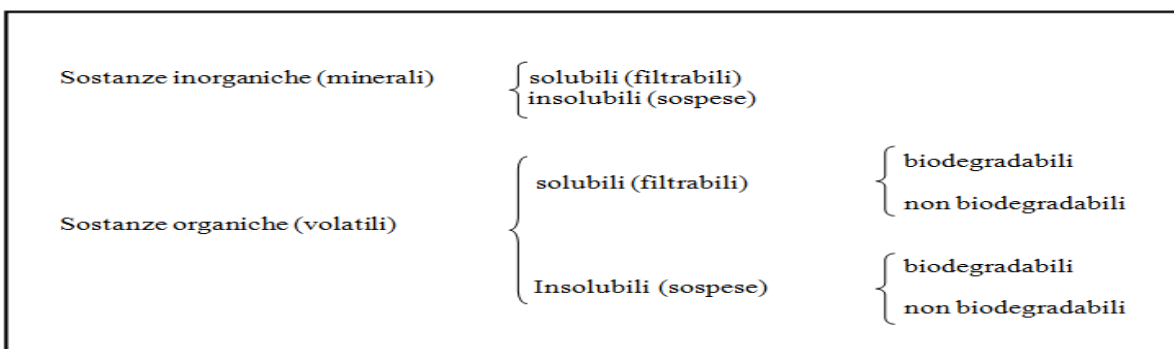 Sostanze inorganiche (minerali)
solubili (filtrabili)
insolubili (sospese)
Sostanze organiche (volatili)
solubili (filtrabili)
biodegradabili
non biodegradabili
Insolubili (sospese)
biodegradabili
non biodegradabili